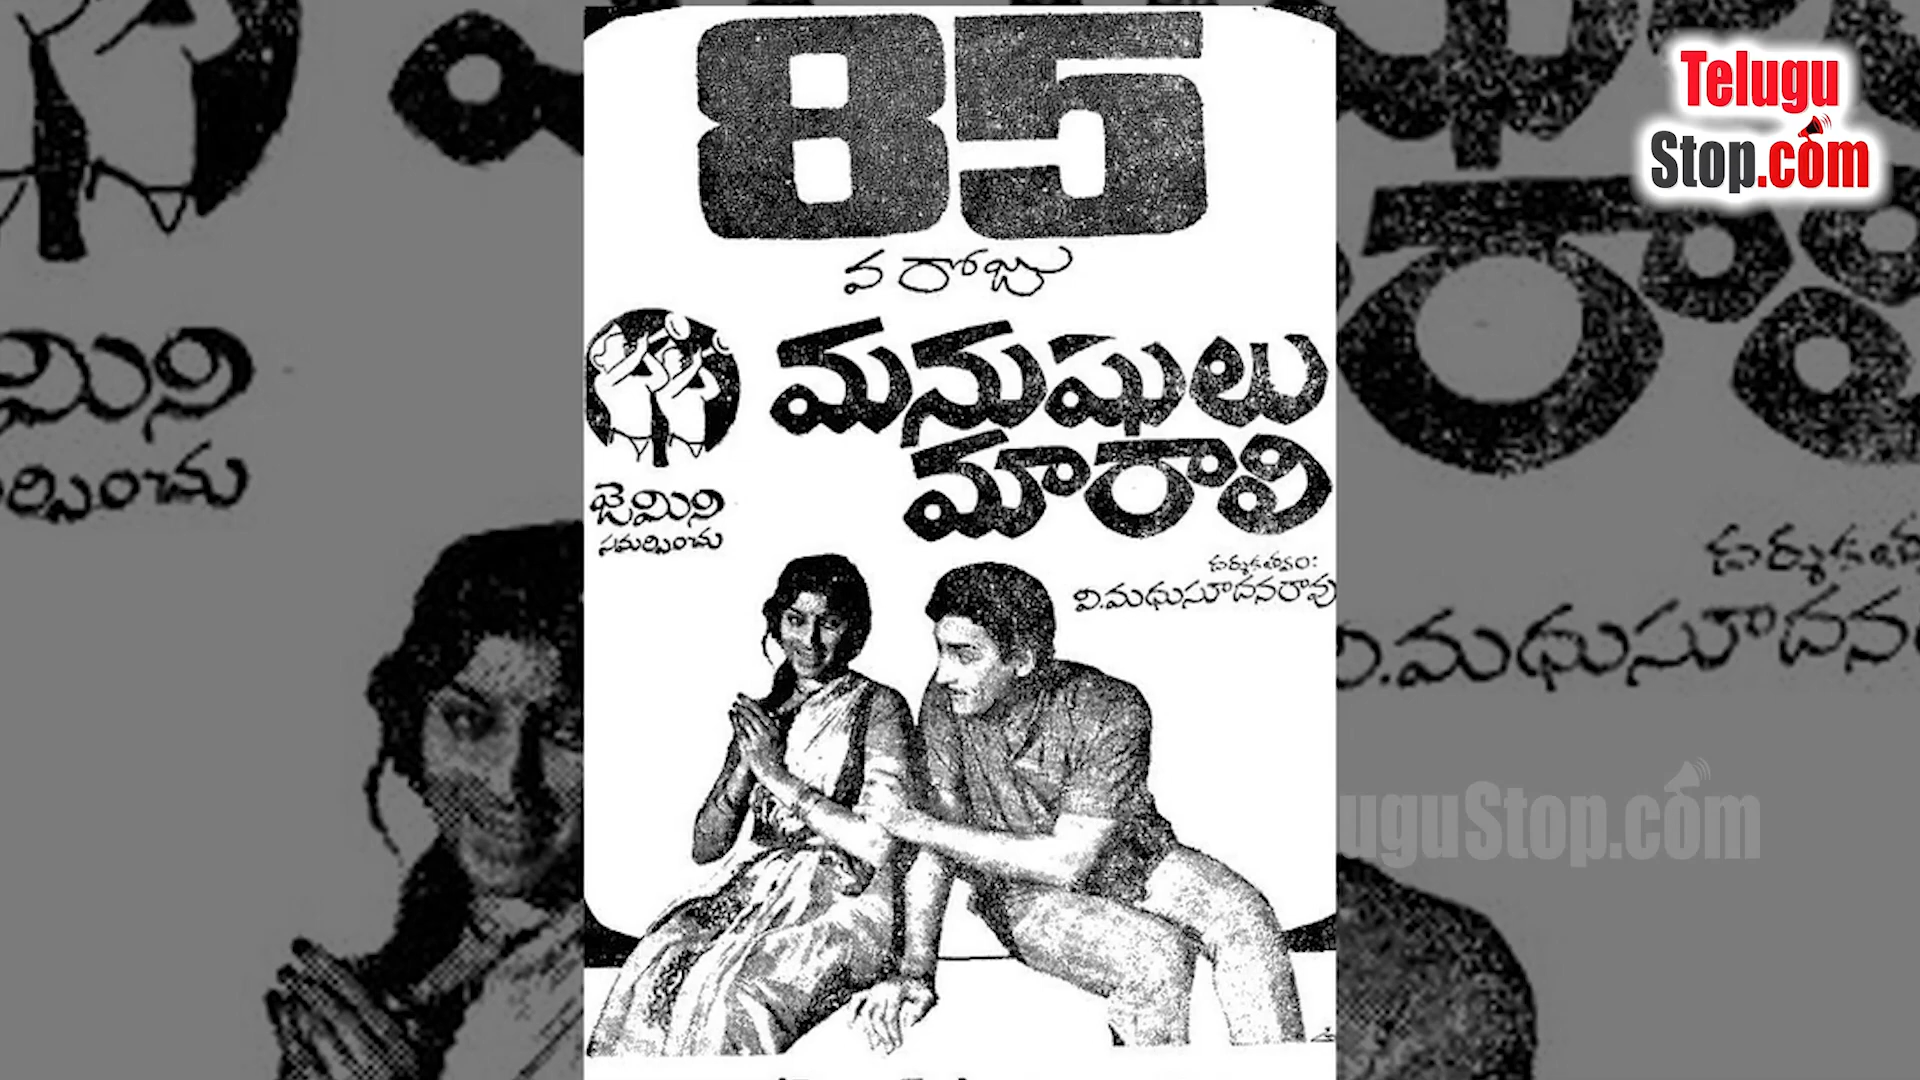 85
వ రోజు
మనుషులు
మారాలి
జెమిని
సమర్పించు
దర్శకత్వం:
వి.మధుసూదనరావు
Telugu
Stop.com
TeluguStop.com